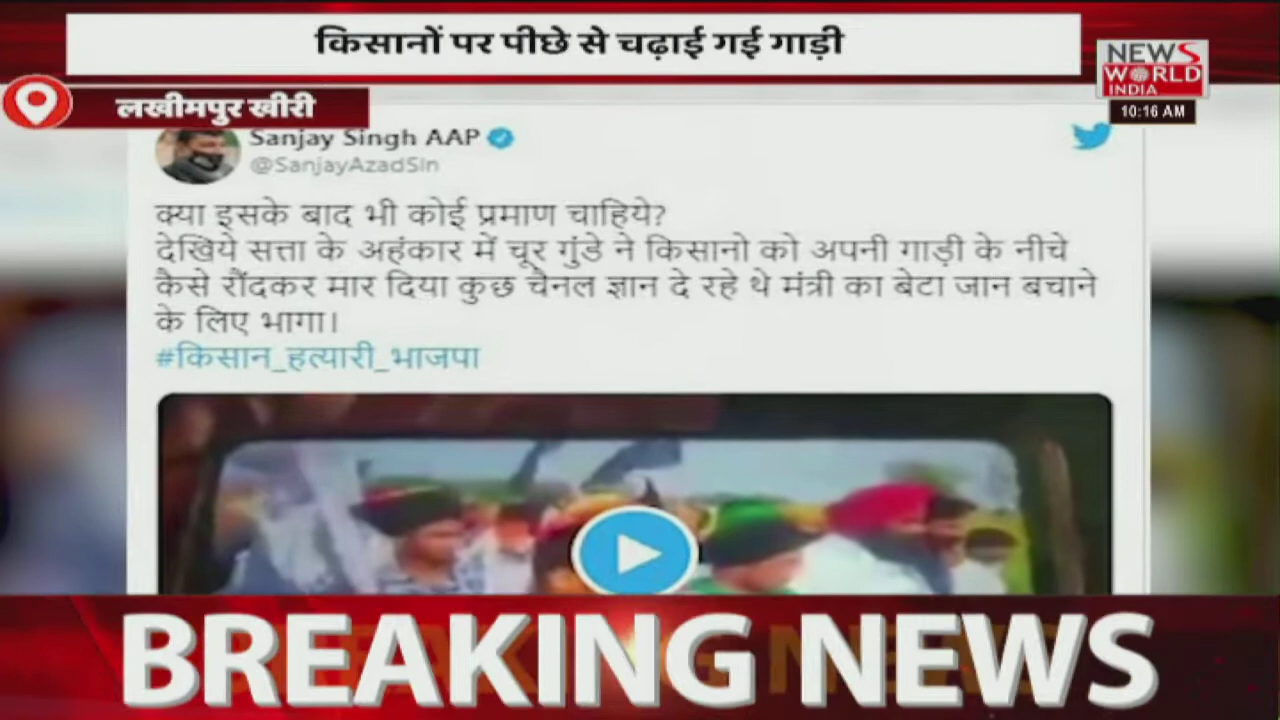 किसानों पर पीछे से चढ़ाई गई गाड़ी
NEWS
WORLD
INDIA
10:16 AM
लखीमपुर खीरी
Sanjay Singh AAP
@SanjayAzadSln
क्या इसके बाद भी कोई प्रमाण चाहिये?
देखिये सत्ता के अहंकार में चूर गुंडे ने किसानो को अपनी गाड़ी के नीचे
कैसे रौंदकर मार दिया कुछ चैनल ज्ञान दे रहे थे मंत्री का बेटा जान बचाने
के लिए भागा।
#किसान_हत्यारी_भाजपा
BREAKING NEWS